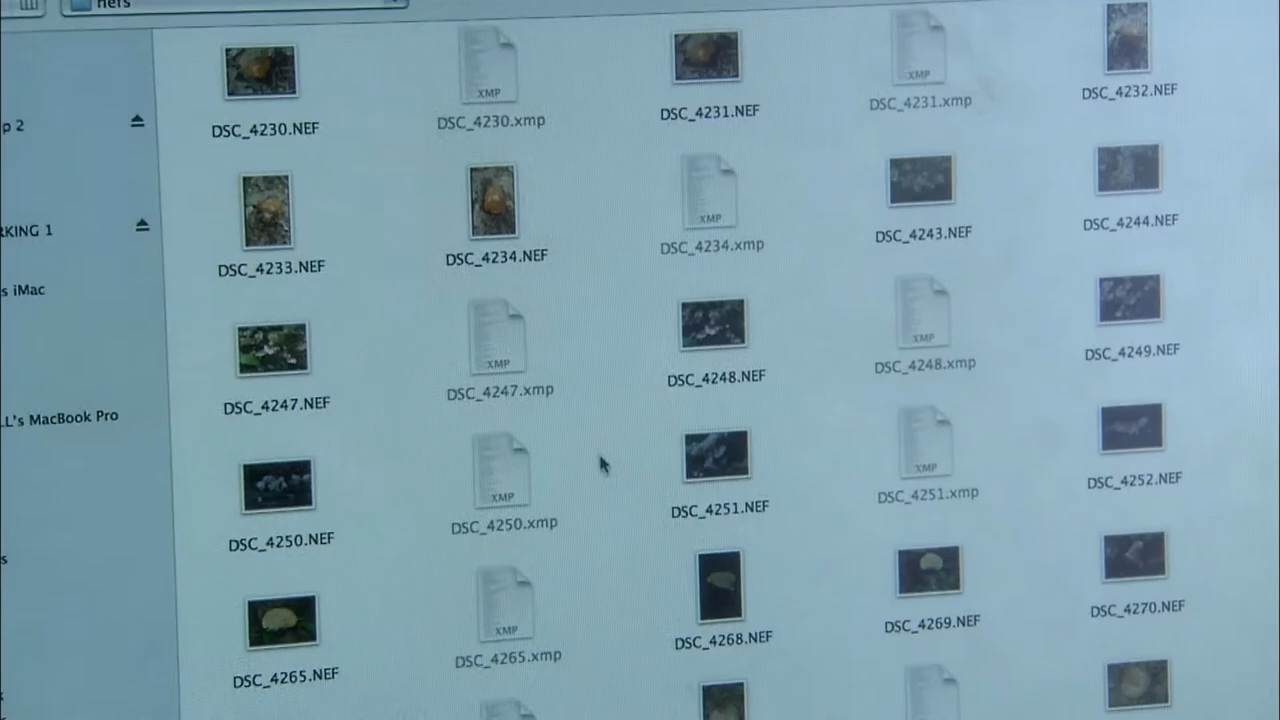 nefs
XMP
DSC_4230.NEF
DSC_4230.xmp
DSC_4231.NEF
XMP
DSC_4231.xmp
DSC_4232.NEF
p 2
XMP
DSC_4233.NEF
DSC_4234.NEF
DSC_4234.xmp
DSC_4243.NEF
DSC_4244.NEF
RKING 1
s iMac
XMP
XMP
DSC_4247.NEF
DSC_4247.xmp
DSC_4248.NEF
DSC_4248.xmp
DSC_4249.NEF
LL's MacBook Pro
XMP
XMP
DSC_4250.NEF
DSC_4250.xmp
DSC_4251.NEF
DSC_4251.xmp
DSC_4252.NEF
s
XMP
DSC_4265.NEF
DSC_4265.xmp
DSC_4268.NEF
DSC_4269.NEF
DSC_4270.NEF